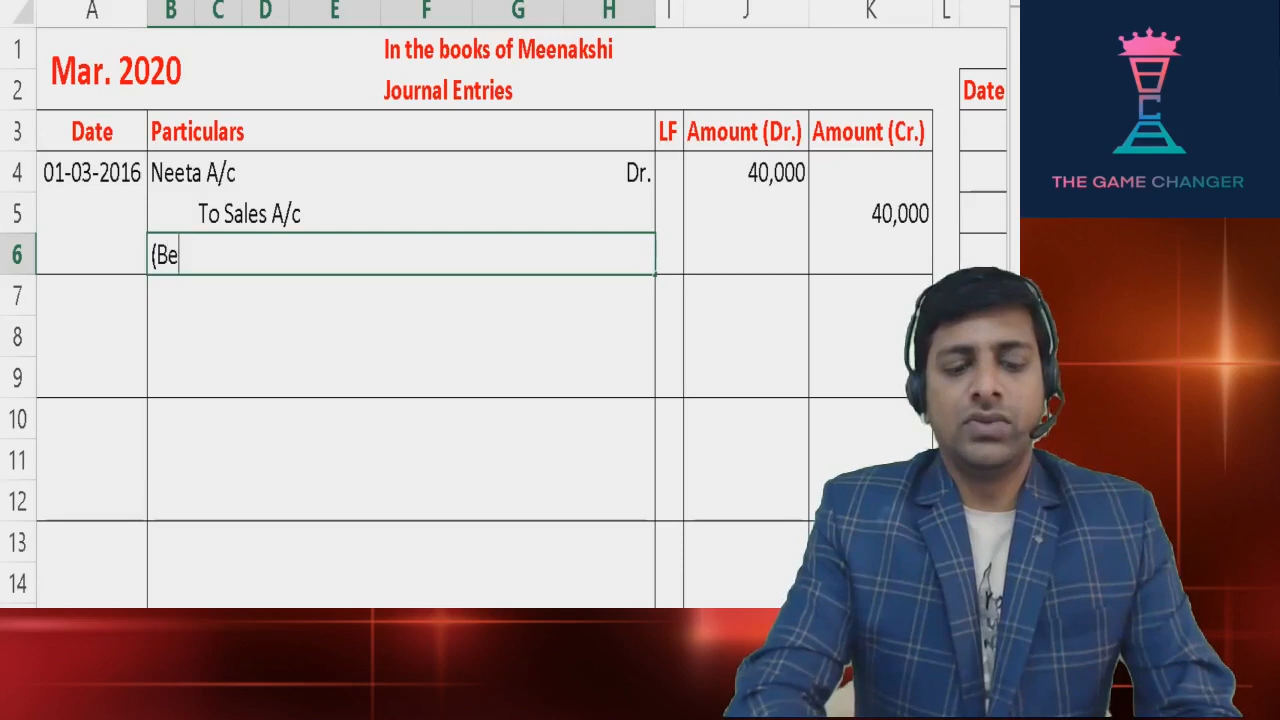 A B C D E F G H I J K L
1 In the books of Meenakshi
Mar. 2020
2 Journal Entries Date
3 Date Particulars LF Amount (Dr.) Amount (Cr.)
4 01-03-2016 Neeta A/c Dr. 40,000
5 To Sales A/c 40,000
6 (Be
7
8
9
10
11
12
13
14
THE GAME CHANGER